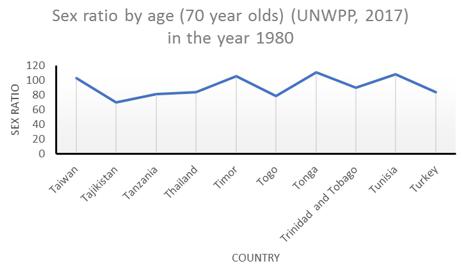 Sex ratio by age (70 year olds) (UNWPP, 2017)
in the year 1980
SEX RATIO
120
100
80
60
40
20
0
Taiwan
Tajikistan
Tanzania
Thailand
Timor
Togo
Tonga
Trinidad and Tobago
Tunisia
Turkey
COUNTRY